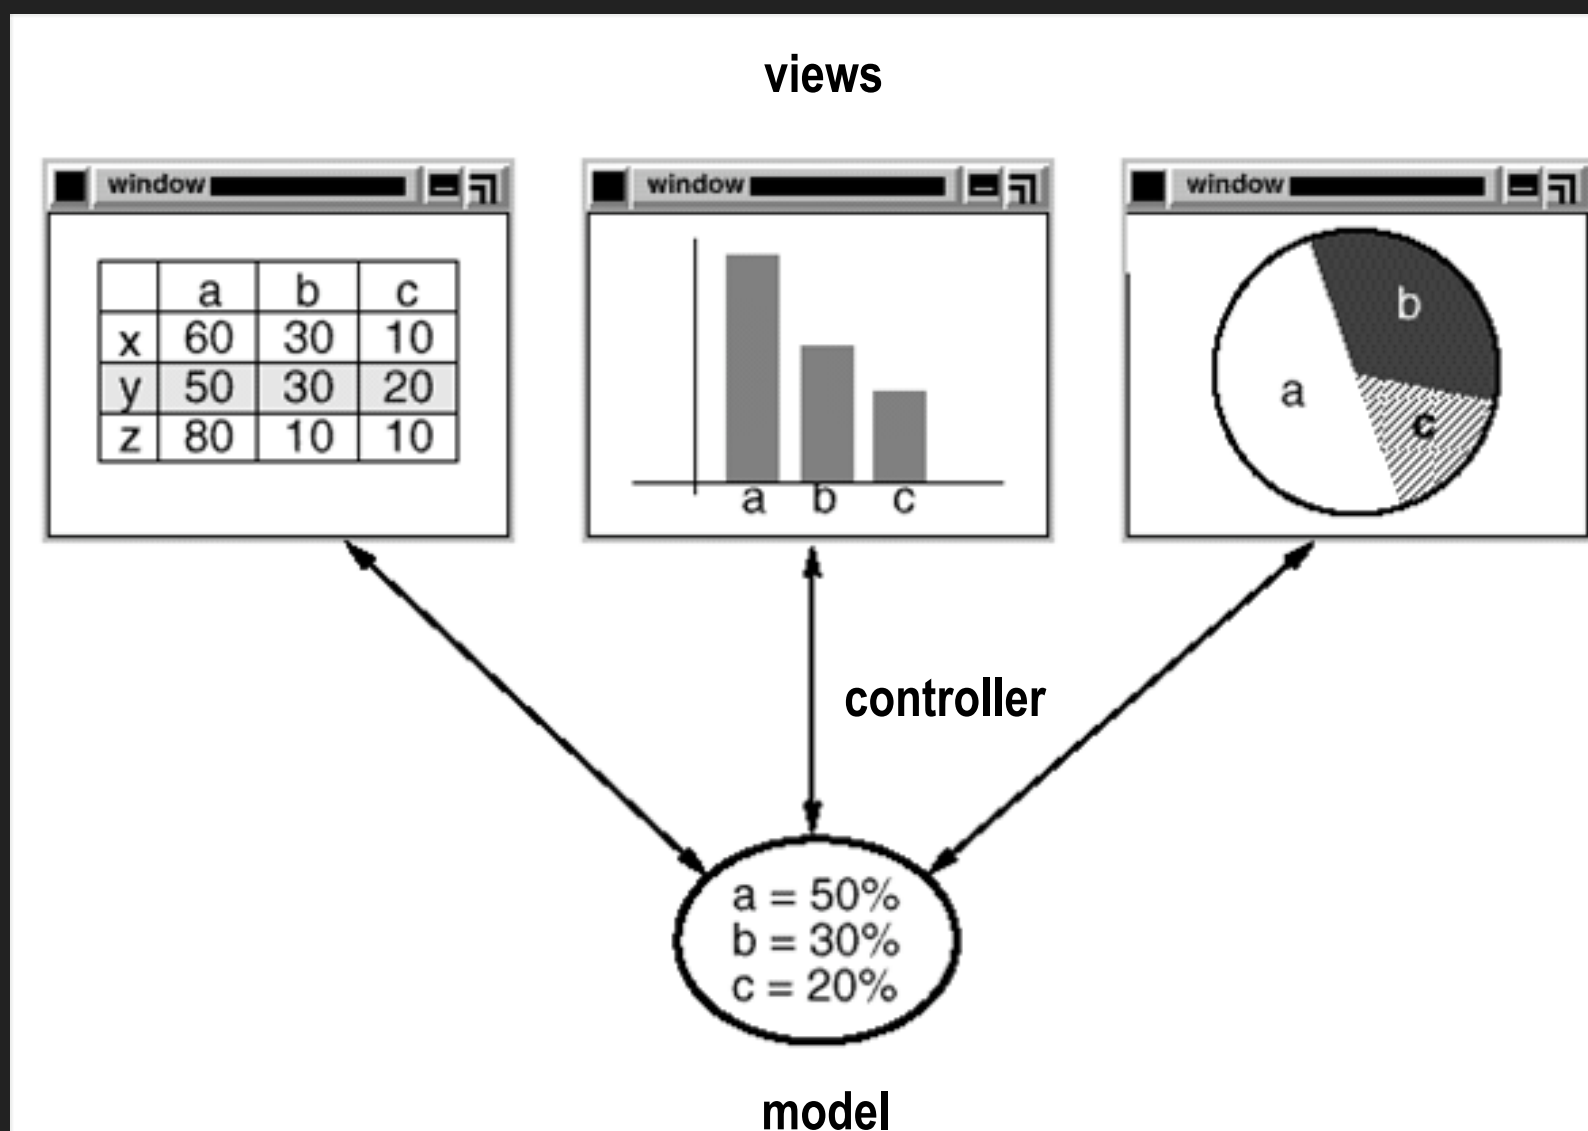 views
window
a b c
x 60 30 10
y 50 30 20
z 80 10 10
window
a b c
window
b
a
c
controller
a = 50%
b = 30%
c = 20%
model